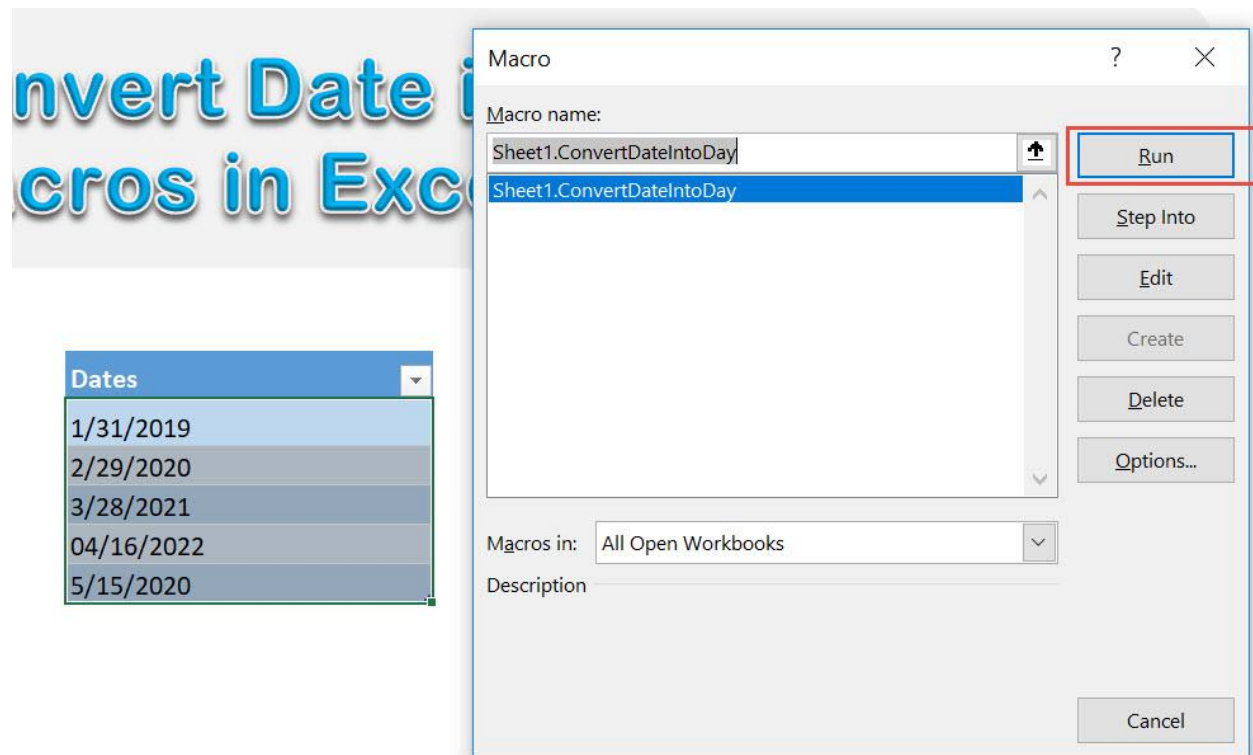 nvert Date i
acros in Exc
Dates
1/31/2019
2/29/2020
3/28/2021
04/16/2022
5/15/2020
Macro
?
Macro name:
Sheet1.ConvertDateIntoDay
Sheet1.ConvertDateIntoDay
Run
Step Into
Edit
Create
Delete
Options...
Macros in: All Open Workbooks
Description
Cancel